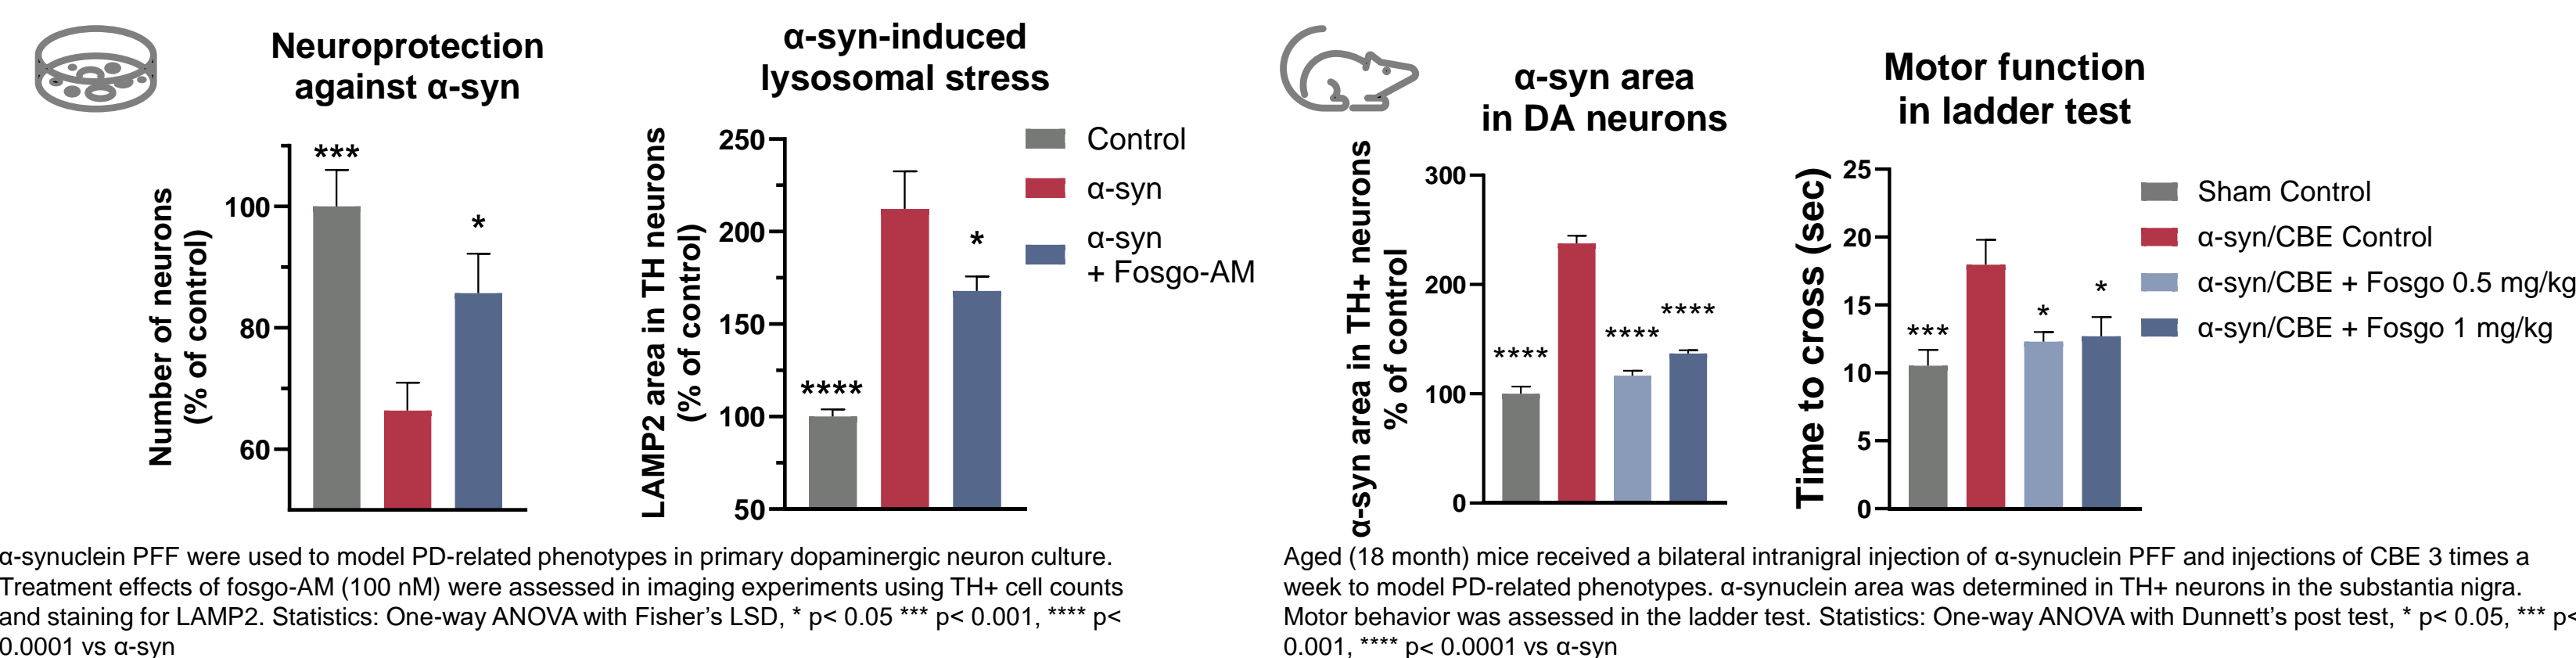 Neuroprotection
against α-syn
Number of neurons
(% of control)
100
80
60
***
*
α-syn-induced
lysosomal stress
LAMP2 area in TH neurons
(% of control)
250
200
150
100
50
****
*
Control
α-syn
α-syn
+ Fosgo-AM
α-synuclein PFF were used to model PD-related phenotypes in primary dopaminergic neuron culture.
Treatment effects of fosgo-AM (100 nM) were assessed in imaging experiments using TH+ cell counts
and staining for LAMP2. Statistics: One-way ANOVA with Fisher's LSD, * p< 0.05 *** p< 0.001, **** p<
0.0001 vs α-syn
α-syn area
in DA neurons
α-syn area in TH+ neurons
% of control
300
200
100
0
****
****
****
Motor function
in ladder test
Time to cross (sec)
25
20
15
10
5
0
***
*
*
Sham Control
α-syn/CBE Control
α-syn/CBE + Fosgo 0.5 mg/kg
α-syn/CBE + Fosgo 1 mg/kg
Aged (18 month) mice received a bilateral intranigral injection of α-synuclein PFF and injections of CBE 3 times a
week to model PD-related phenotypes. α-synuclein area was determined in TH+ neurons in the substantia nigra.
Motor behavior was assessed in the ladder test. Statistics: One-way ANOVA with Dunnett's post test, * p< 0.05, *** p<
0.001, **** p< 0.0001 vs α-syn